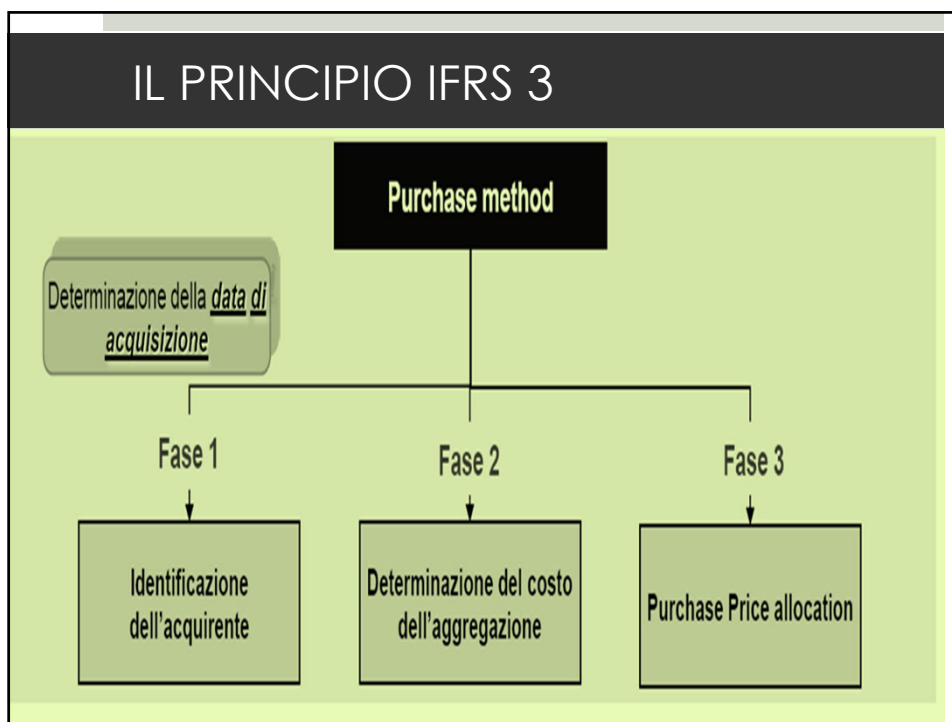 IL PRINCIPIO IFRS 3
Purchase method
Determinazione della data di
acquisizione
Fase 1
Fase 2
Fase 3
Identificazione
dell'acquirente
Determinazione del costo
dell'aggregazione
Purchase Price allocation